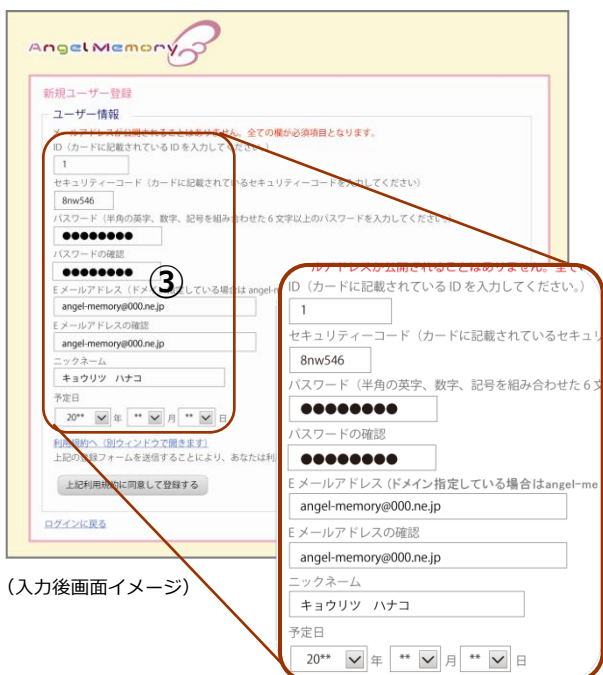 AngelMemory
新規ユーザー登録
ユーザー情報
メールアドレスが公開されることはありません。全ての欄が必須項目となります。
ID（カードに記載されている ID を入力してください。）
1
セキュリティーコード（カードに記載されているセキュリティーコードを入力してください）
8nw546
パスワード（半角の英字、数字、記号を組み合わせた 6 文字以上のパスワードを入力してください。）
●●●●●●●●
パスワードの確認
●●●●●●●●
③
E メールアドレス（ドメイン指定している場合は angel-m
angel-memory@000.ne.jp
E メールアドレスの確認
angel-memory@000.ne.jp
ニックネーム
キョウリツ ハナコ
予定日
20** 年 ** 月 ** 日
利用規約へ（別ウィンドウで開きます）
上記の登録フォームを送信することにより、あなたは利
上記利用規約に同意して登録する
ログインに戻る
（入力後画面イメージ）
ールアドレスが公開されることはありません。全て
ID（カードに記載されている ID を入力してください。）
1
セキュリティーコード（カードに記載されているセキュリ
8nw546
パスワード（半角の英字、数字、記号を組み合わせた 6 文
●●●●●●●●
パスワードの確認
●●●●●●●●
E メールアドレス (ドメイン指定している場合はangel-me
angel-memory@000.ne.jp
E メールアドレスの確認
angel-memory@000.ne.jp
ニックネーム
キョウリツ ハナコ
予定日
20** 年 ** 月 ** 日